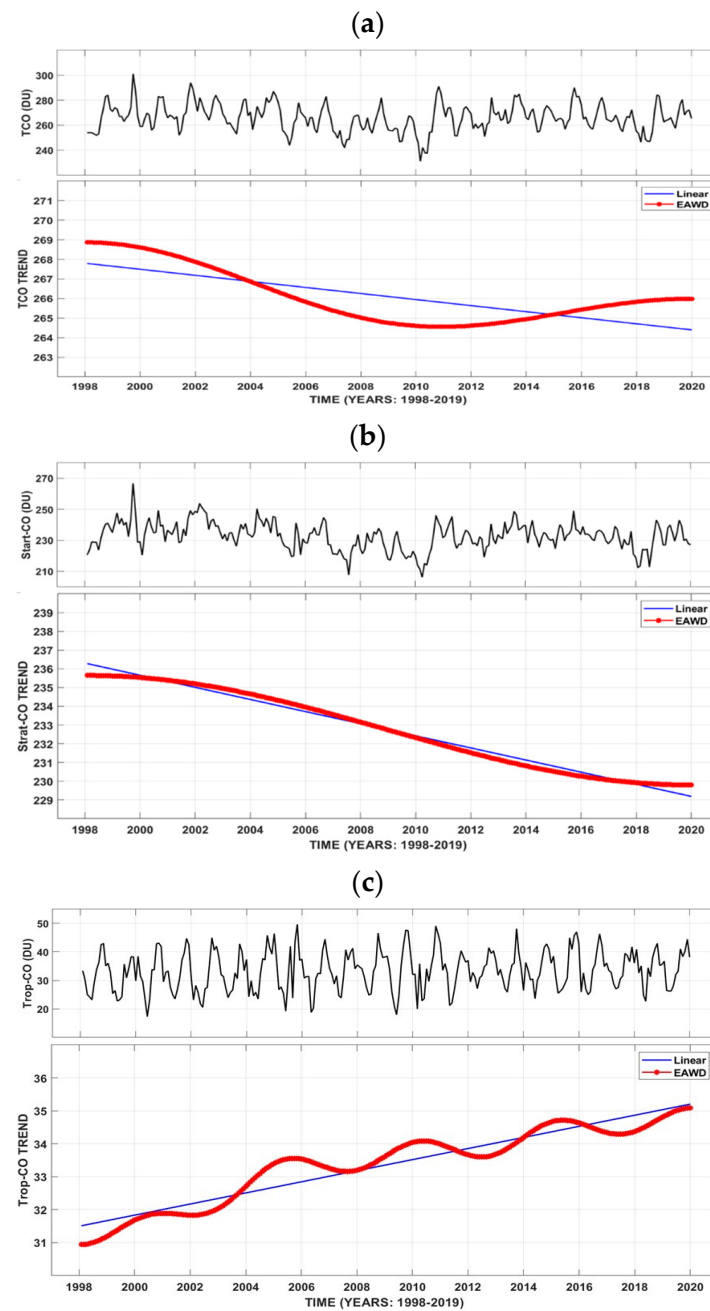 (a)
TCO (DU)
300
280
260
240
Linear
EAWD
TCO TREND
271
270
269
268
267
266
265
264
263
1998 2000 2002 2004 2006 2008 2010 2012 2014 2016 2018 2020
TIME (YEARS: 1998-2019)
(b)
Start-CO (DU)
270
250
230
210
Linear
EAWD
Strat-CO TREND
239
238
237
236
235
234
233
232
231
230
229
1998 2000 2002 2004 2006 2008 2010 2012 2014 2016 2018 2020
TIME (YEARS: 1998-2019)
(c)
Trop-CO (DU)
50
40
30
20
Linear
EAWD
Trop-CO TREND
36
35
34
33
32
31
1998 2000 2002 2004 2006 2008 2010 2012 2014 2016 2018 2020
TIME (YEARS: 1998-2019)